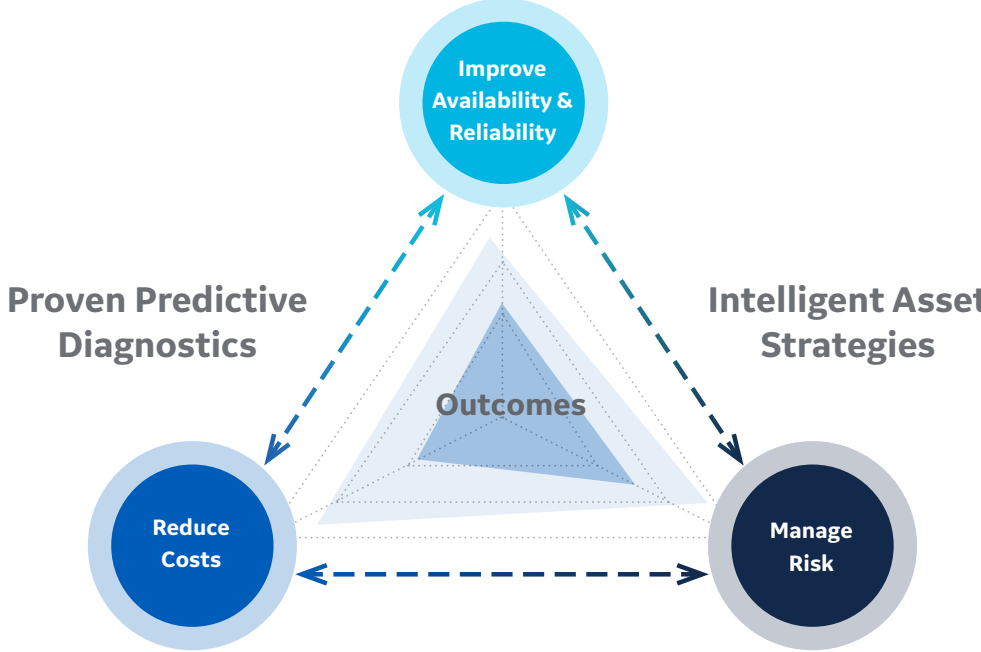 Improve
Availability &
Reliability
Proven Predictive
Diagnostics
Intelligent Asset
Strategies
Outcomes
Reduce
Costs
Manage
Risk